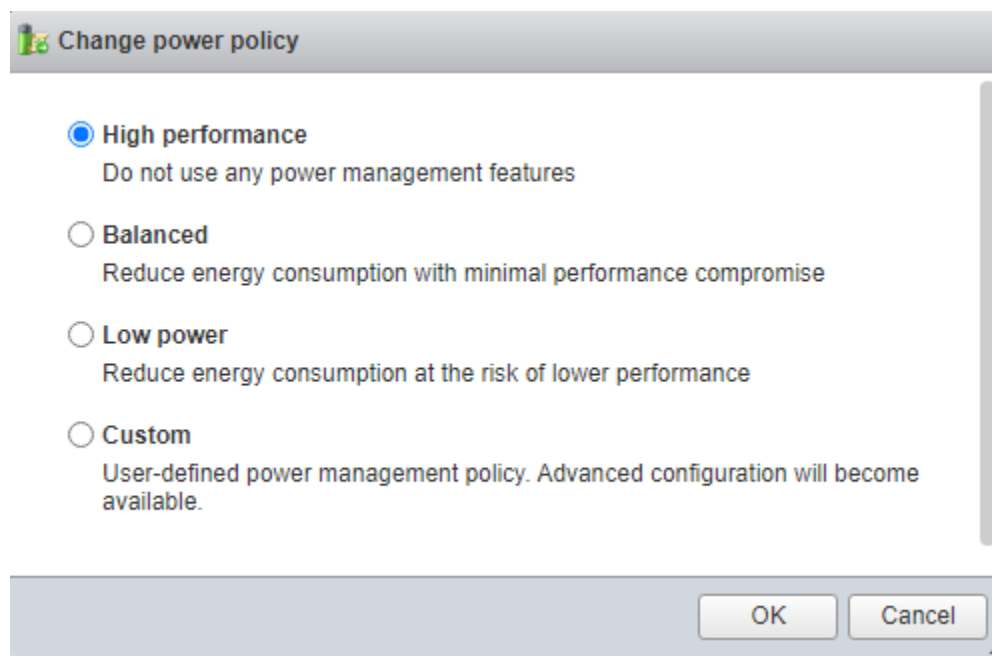 Change power policy
High performance
Do not use any power management features
Balanced
Reduce energy consumption with minimal performance compromise
Low power
Reduce energy consumption at the risk of lower performance
Custom
User-defined power management policy. Advanced configuration will become
available.
OK
Cancel